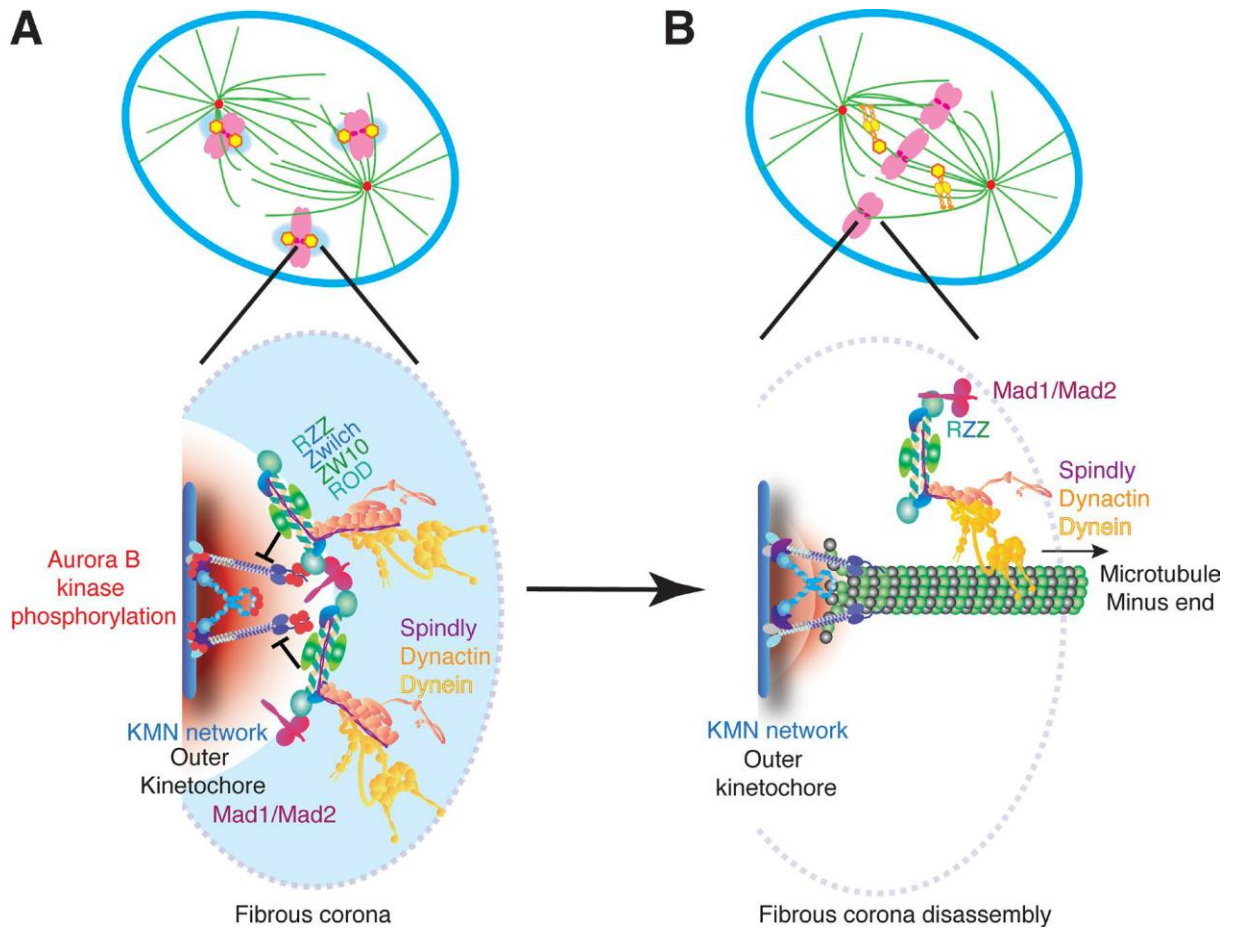 A
RZZ
Zwilch
ZW10
ROD
Aurora B
kinase
phosphorylation
Spindly
Dynactin
Dynein
KMN network
Outer
Kinetochore
Mad1/Mad2
Fibrous corona
B
Mad1/Mad2
RZZ
Spindly
Dynactin
Dynein
Microtubule
Minus end
KMN network
Outer
kinetochore
Fibrous corona disassembly